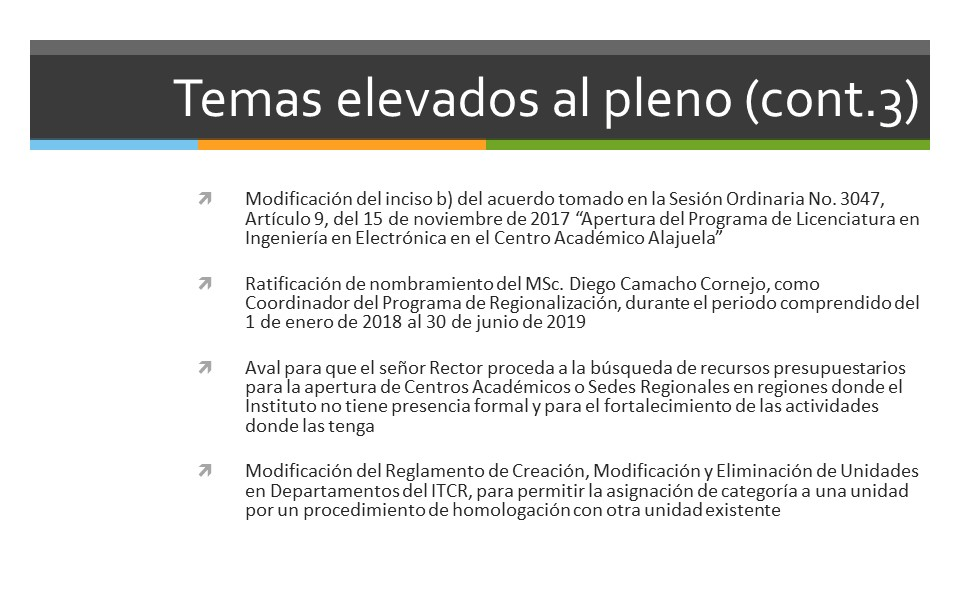 Temas elevados al pleno (cont.3)
Modificación del inciso b) del acuerdo tomado en la Sesión Ordinaria No. 3047,
Artículo 9, del 15 de noviembre de 2017 “Apertura del Programa de Licenciatura en
Ingeniería en Electrónica en el Centro Académico Alajuela”
Ratificación de nombramiento del MSc. Diego Camacho Cornejo, como
Coordinador del Programa de Regionalización, durante el periodo comprendido del
1 de enero de 2018 al 30 de junio de 2019
Aval para que el señor Rector proceda a la búsqueda de recursos presupuestarios
para la apertura de Centros Académicos o Sedes Regionales en regiones donde el
Instituto no tiene presencia formal y para el fortalecimiento de las actividades
donde las tenga
Modificación del Reglamento de Creación, Modificación y Eliminación de Unidades
en Departamentos del ITCR, para permitir la asignación de categoría a una unidad
por un procedimiento de homologación con otra unidad existente